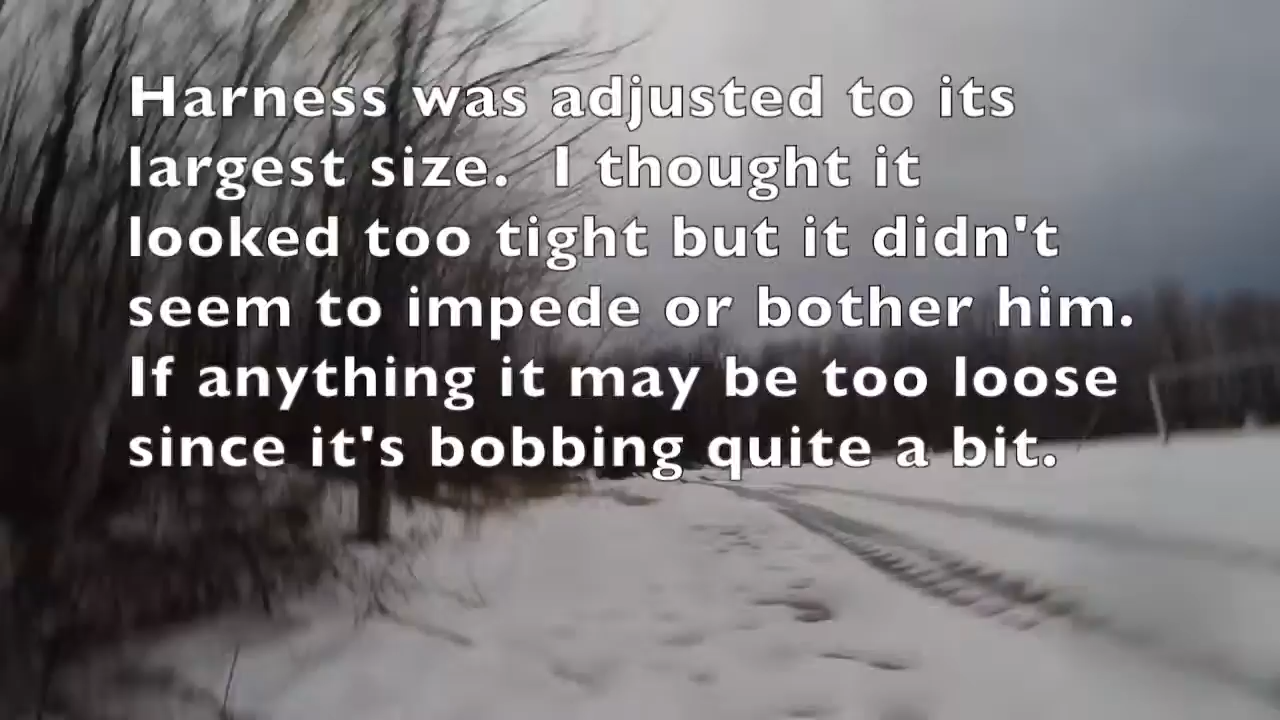 Harness was adjusted to its
largest size.  I thought it
looked too tight but it didn't
seem to impede or bother him.
If anything it may be too loose
since it's bobbing quite a bit.